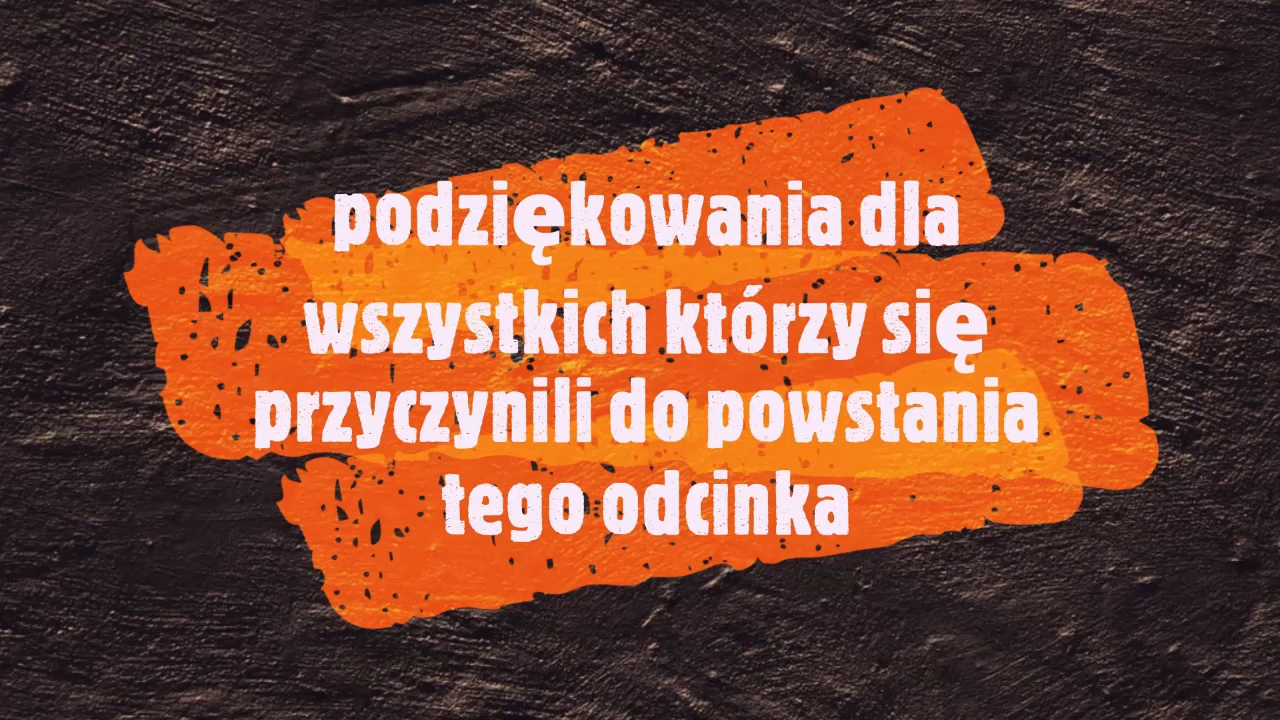 podziękowania dla
wszystkich którzy się
przyczynili do powstania
tego odcinka